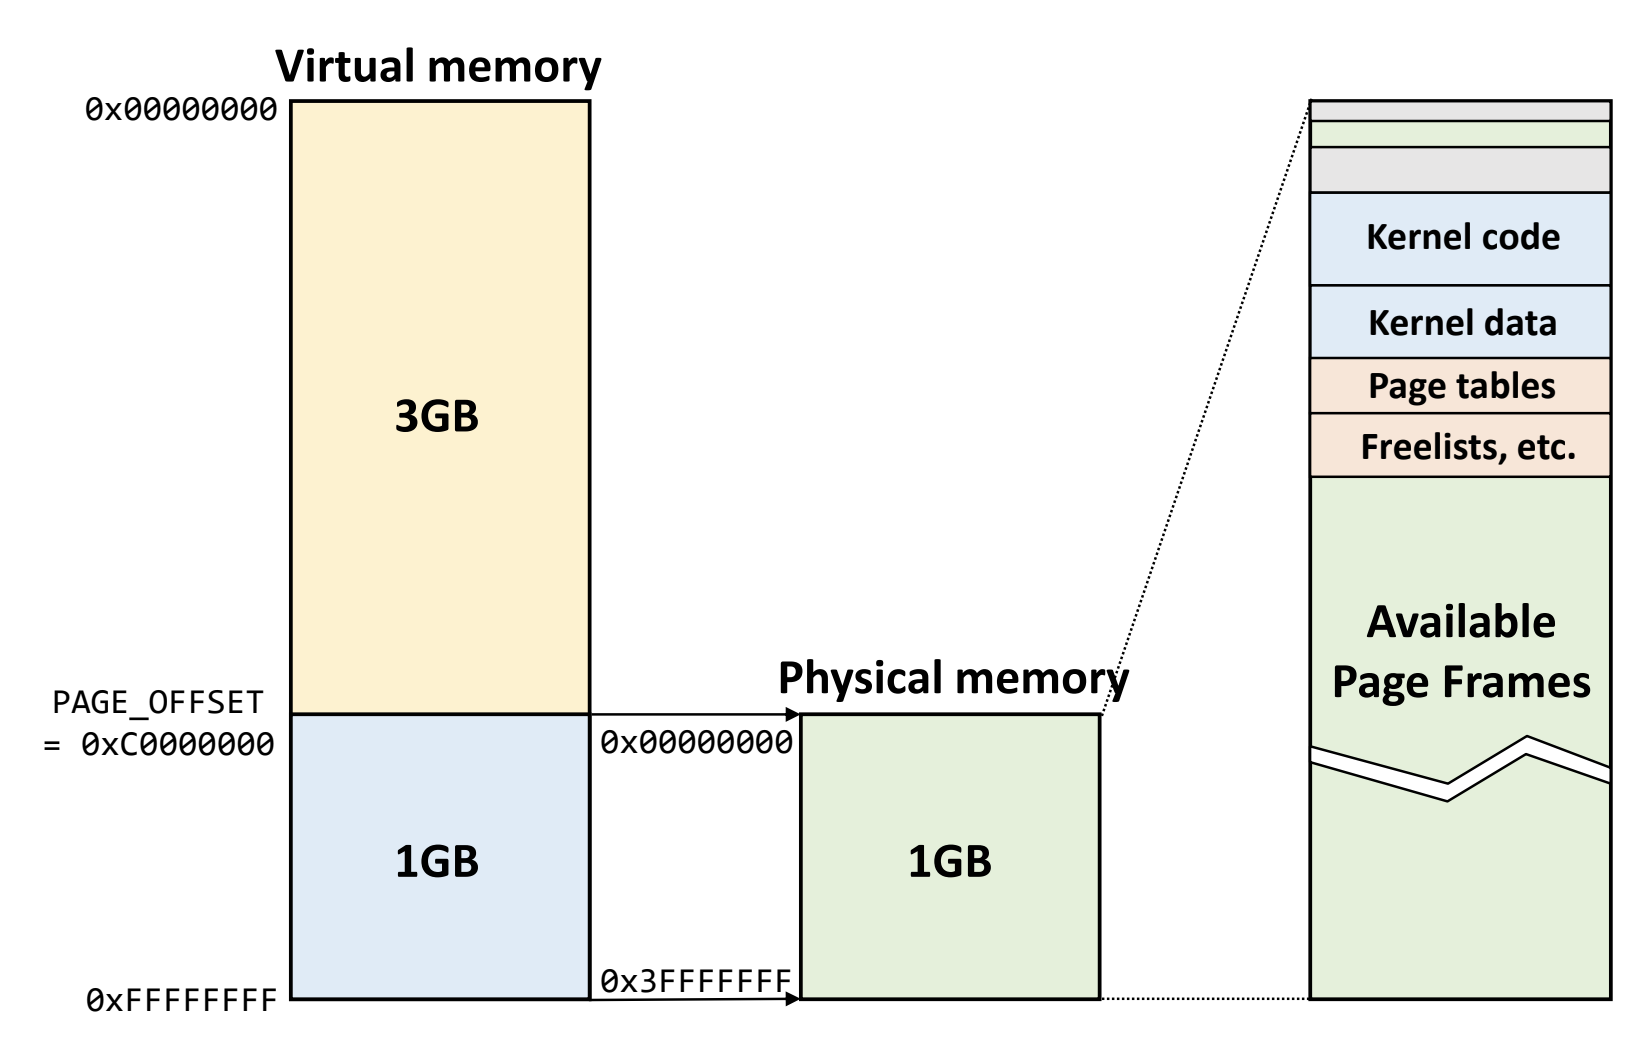 Virtual memory
0x00000000
3GB
PAGE_OFFSET
= 0xC0000000
1GB
0xFFFFFFFF
Physical memory
0x00000000
1GB
0x3FFFFFFF
Kernel code
Kernel data
Page tables
Freelists, etc.
Available
Page Frames